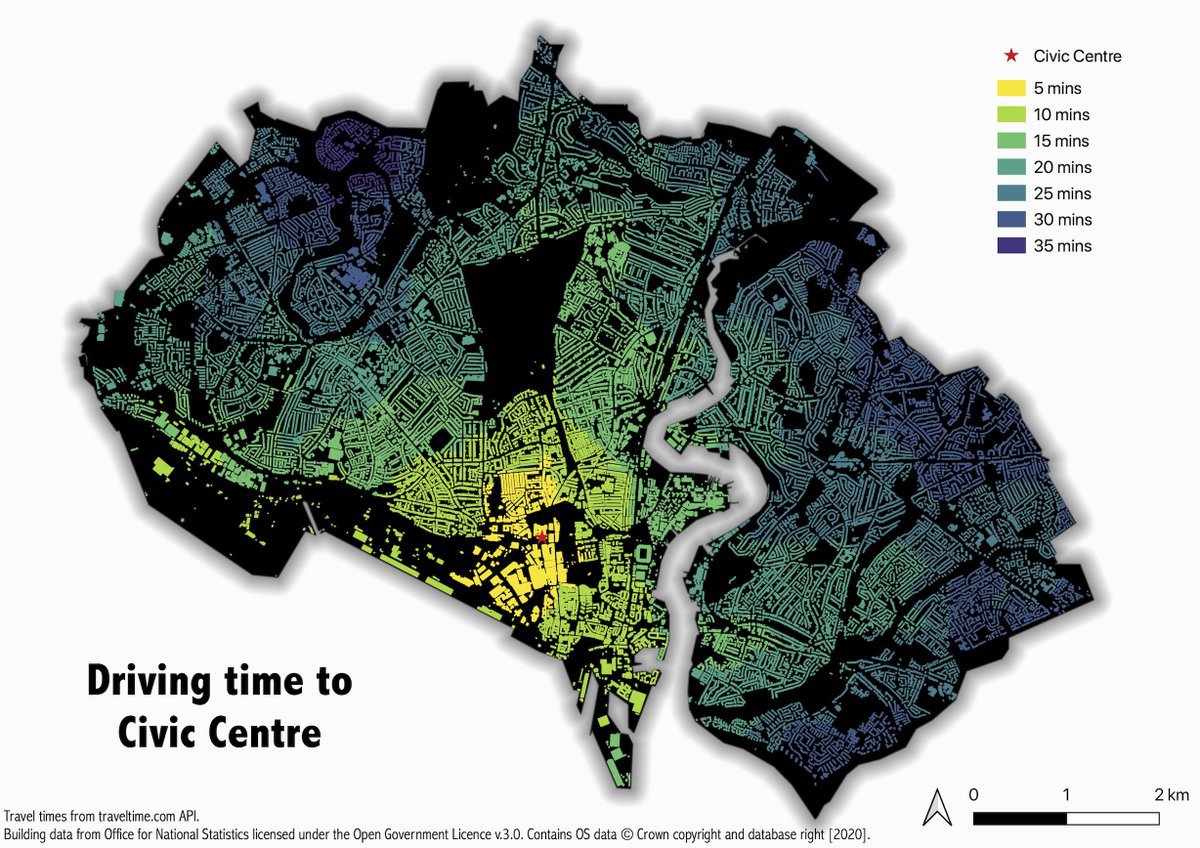 Civic Centre
5 mins
10 mins
15 mins
20 mins
25 mins
30 mins
35 mins
Driving time to
Civic Centre
0 1 2 km
Travel times from traveltime.com API.
Building data from Office for National Statistics licensed under the Open Government Licence v.3.0. Contains OS data © Crown copyright and database right [2020].